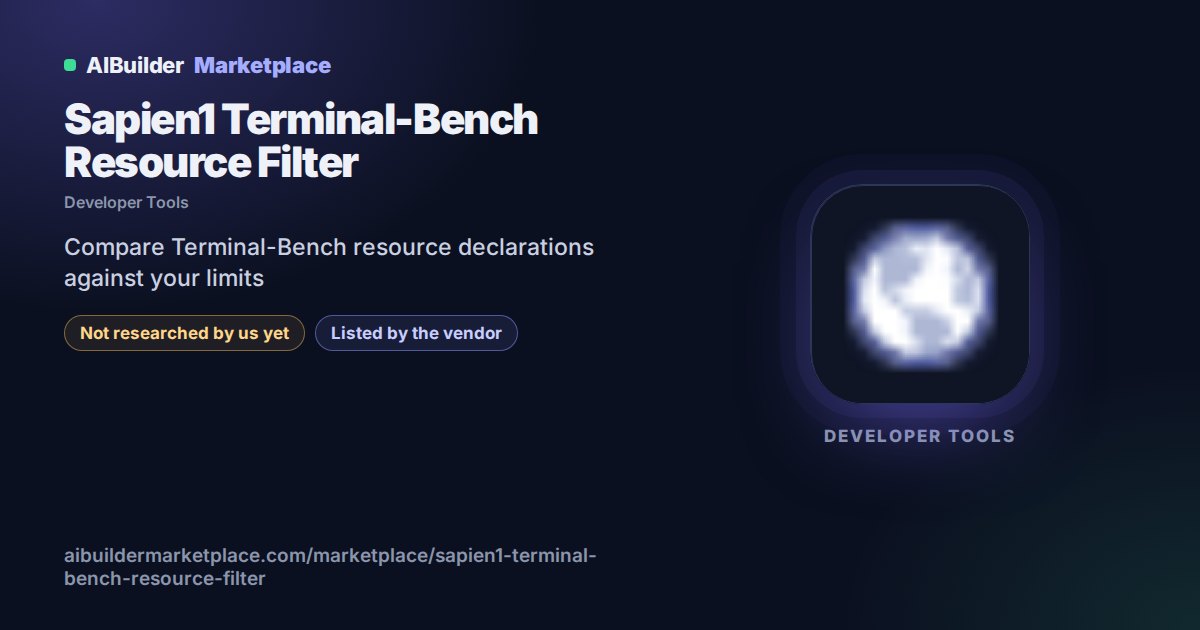 AIBuilder Marketplace
Sapien1 Terminal-Bench
Resource Filter
Developer Tools
Compare Terminal-Bench resource declarations
against your limits
Not researched by us yet
Listed by the vendor
DEVELOPER TOOLS
aibuildermarketplace.com/marketplace/sapien1-terminal-
bench-resource-filter